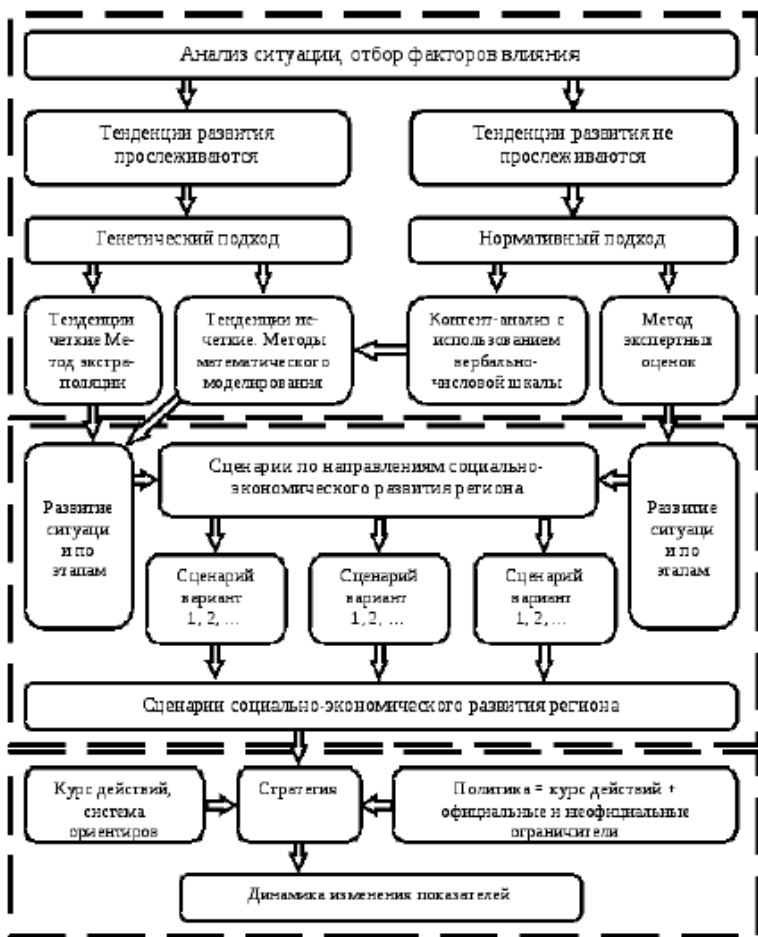 Анализ ситуации, отбор факторов влияния
Тенденции развития
прослеживаются
Тенденции развития не
прослеживаются
Генетический подход
Нормативный подход
Тенденции
четкие Ме-
тод экстра-
поляции
Тенденции не-
четкие. Методы
математического
моделирования
Контент-анализ с
использованием
вербально-
числовой шкалы
Метод
экспертных
оценок
Развитие
ситуаци
и по
этапам
Сценарии по направлениям социально-
экономического развития региона
Развитие
ситуаци
и по
этапам
Сценарий
вариант
1, 2, ...
Сценарий
вариант
1, 2, ...
Сценарий
вариант
1, 2, ...
Сценарии социально-экономического развития региона
Курс действий,
система
ориентиров
Стратегия
Политика = курс действий +
официальные и неофициальные
ограничители
Динамика изменения показателей